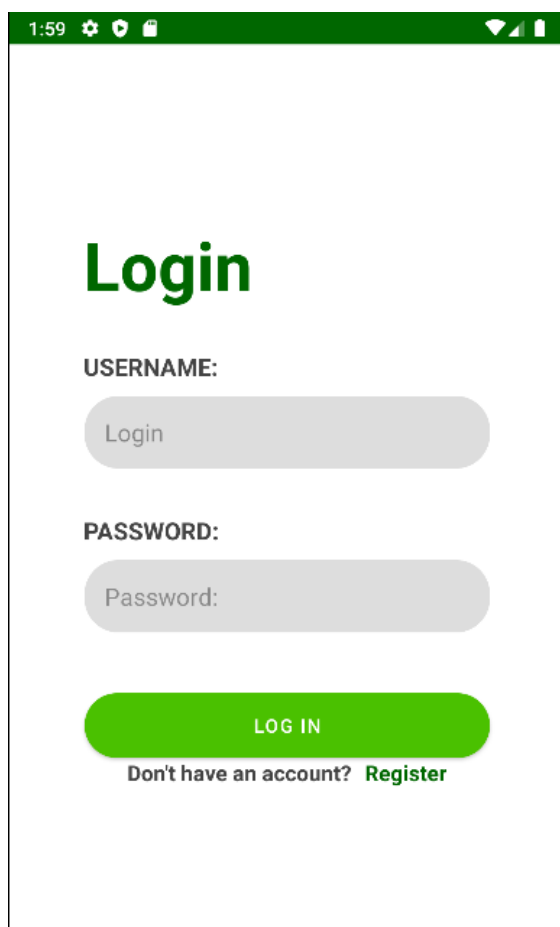 1:59
Login
USERNAME:
Login
PASSWORD:
Password:
LOG IN
Don't have an account? Register